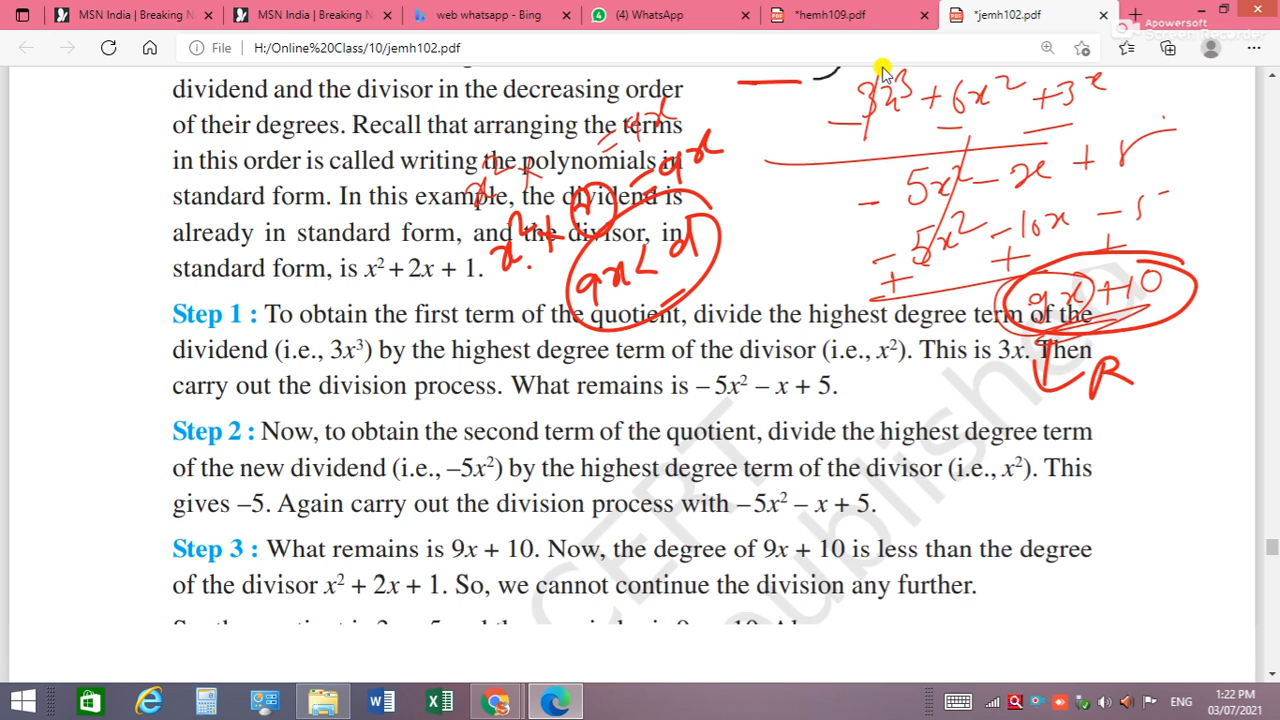 MSN India | Breaking N
MSN India | Breaking N
web whatsapp - Bing
(4) WhatsApp
*hemh109.pdf
*jemh102.pdf
Apowersoft
Screen Recorder
File
H:/Online%20Class/10/jemh102.pdf
dividend and the divisor in the decreasing order
of their degrees. Recall that arranging the terms
in this order is called writing the polynomials in
standard form. In this example, the dividend is
already in standard form, and the divisor, in
standard form, is x² + 2x + 1.
3x³ + 6x² + 3x
5x² - x + 5
- 5x² - 10x - 5
9x + 10
R
= 9x
x² +
= 9x
x² +
9x < d
Step 1 : To obtain the first term of the quotient, divide the highest degree term of the
dividend (i.e., 3x³) by the highest degree term of the divisor (i.e., x²). This is 3x. Then
carry out the division process. What remains is – 5x² – x + 5.
Step 2 : Now, to obtain the second term of the quotient, divide the highest degree term
of the new dividend (i.e., –5x²) by the highest degree term of the divisor (i.e., x²). This
gives –5. Again carry out the division process with –5x² – x + 5.
Step 3 : What remains is 9x + 10. Now, the degree of 9x + 10 is less than the degree
of the divisor x² + 2x + 1. So, we cannot continue the division any further.
ENG
1:22 PM
03/07/2021